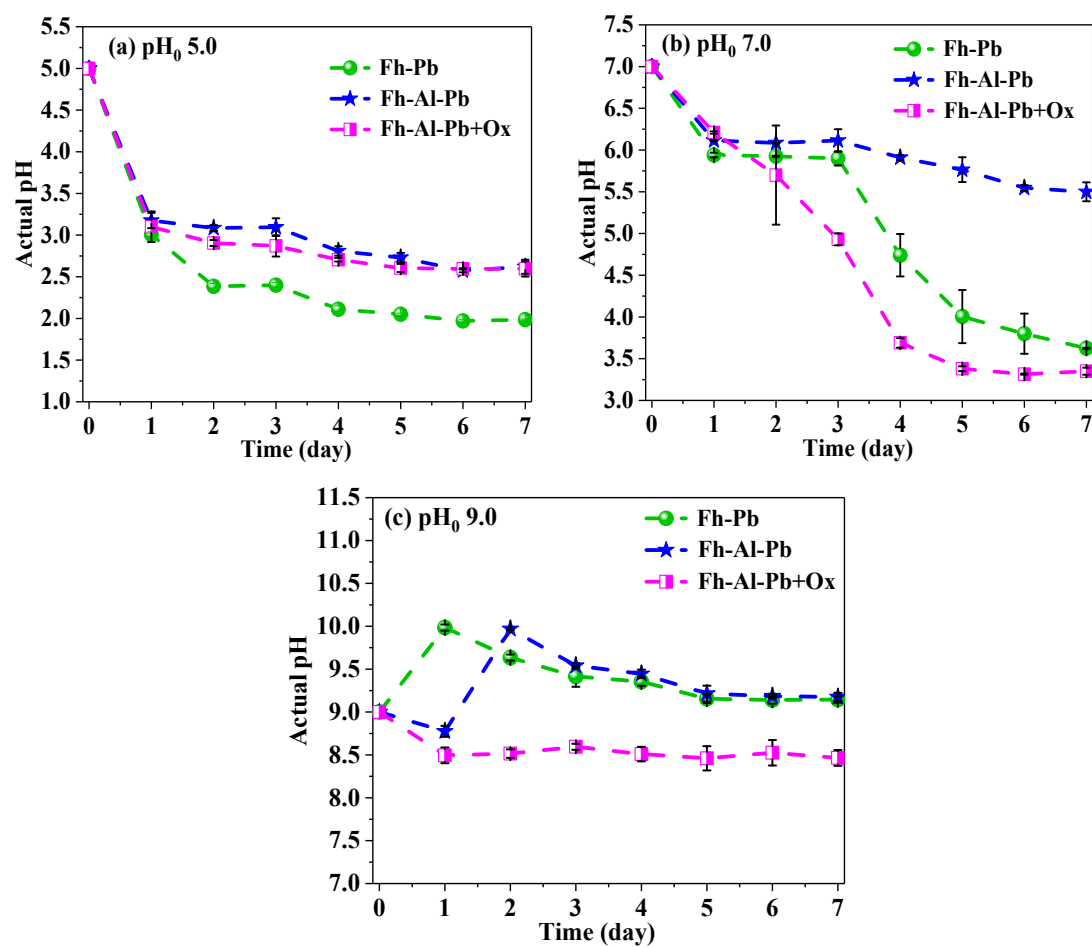 (a) pH₀ 5.0
Fh-Pb
Fh-Al-Pb
Fh-Al-Pb+Ox
Actual pH
5.5
5.0
4.5
4.0
3.5
3.0
2.5
2.0
1.5
1.0
0 1 2 3 4 5 6 7
Time (day)
(b) pH₀ 7.0
Fh-Pb
Fh-Al-Pb
Fh-Al-Pb+Ox
Actual pH
7.5
7.0
6.5
6.0
5.5
5.0
4.5
4.0
3.5
3.0
0 1 2 3 4 5 6 7
Time (day)
(c) pH₀ 9.0
Fh-Pb
Fh-Al-Pb
Fh-Al-Pb+Ox
Actual pH
11.5
11.0
10.5
10.0
9.5
9.0
8.5
8.0
7.5
7.0
0 1 2 3 4 5 6 7
Time (day)